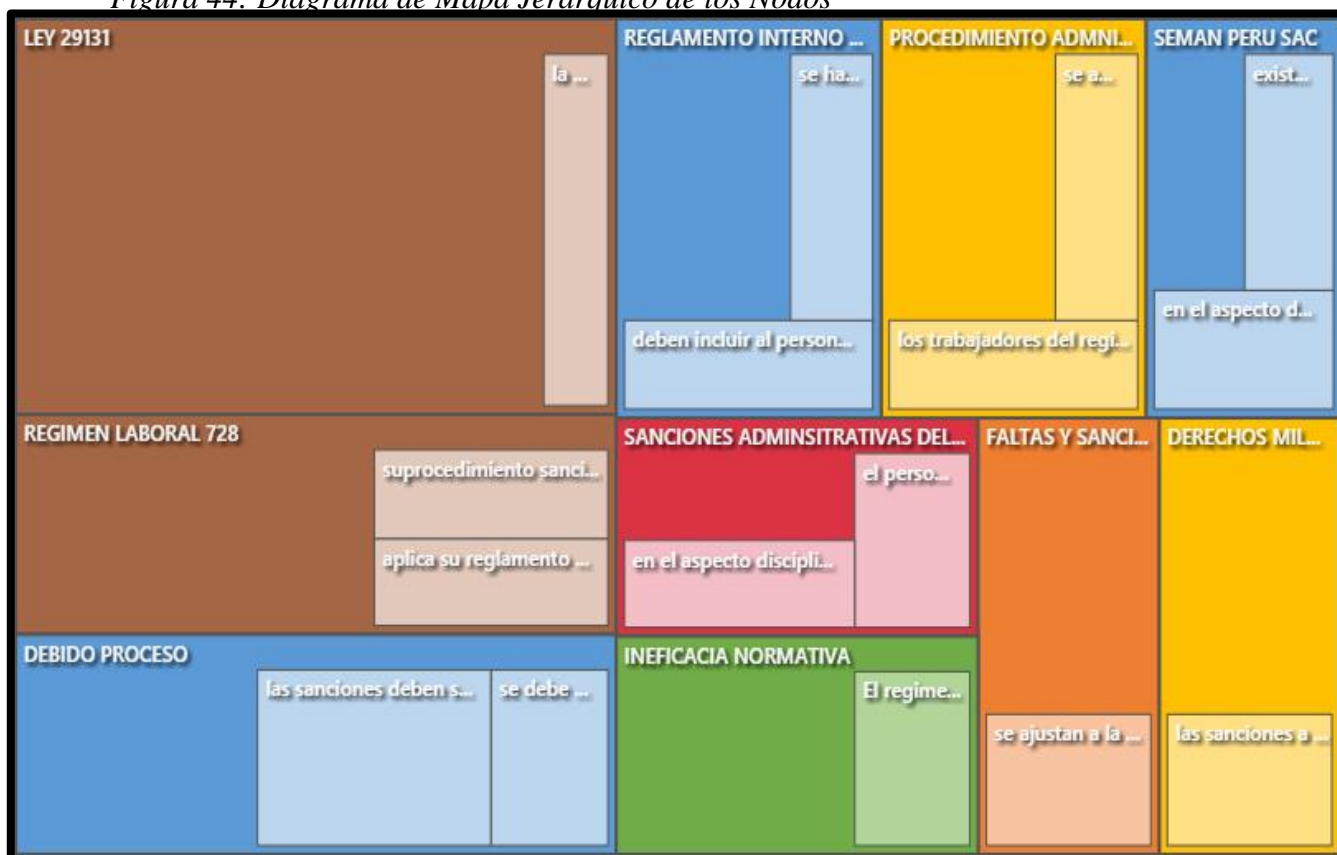 Figura 44: Diagrama de Mapa Jerárquico de los Nodos
LEY 29131
la ...
REGLAMENTO INTERNO ...
se ha...
deben incluir al person...
PROCEDIMIENTO ADMNI...
se a...
los trabajadores del regi...
SEMAN PERU SAC
exist...
en el aspecto d...
REGIMEN LABORAL 728
suprocedimiento sanci...
aplica su reglamento ...
SANCIONES ADMINSITRATIVAS DEL...
el perso...
en el aspecto discipli...
FALTAS Y SANCI...
se ajustan a la ...
DERECHOS MIL...
las sanciones a ...
DEBIDO PROCESO
las sanciones deben s...
se debe ...
INEFICACIA NORMATIVA
El regime...